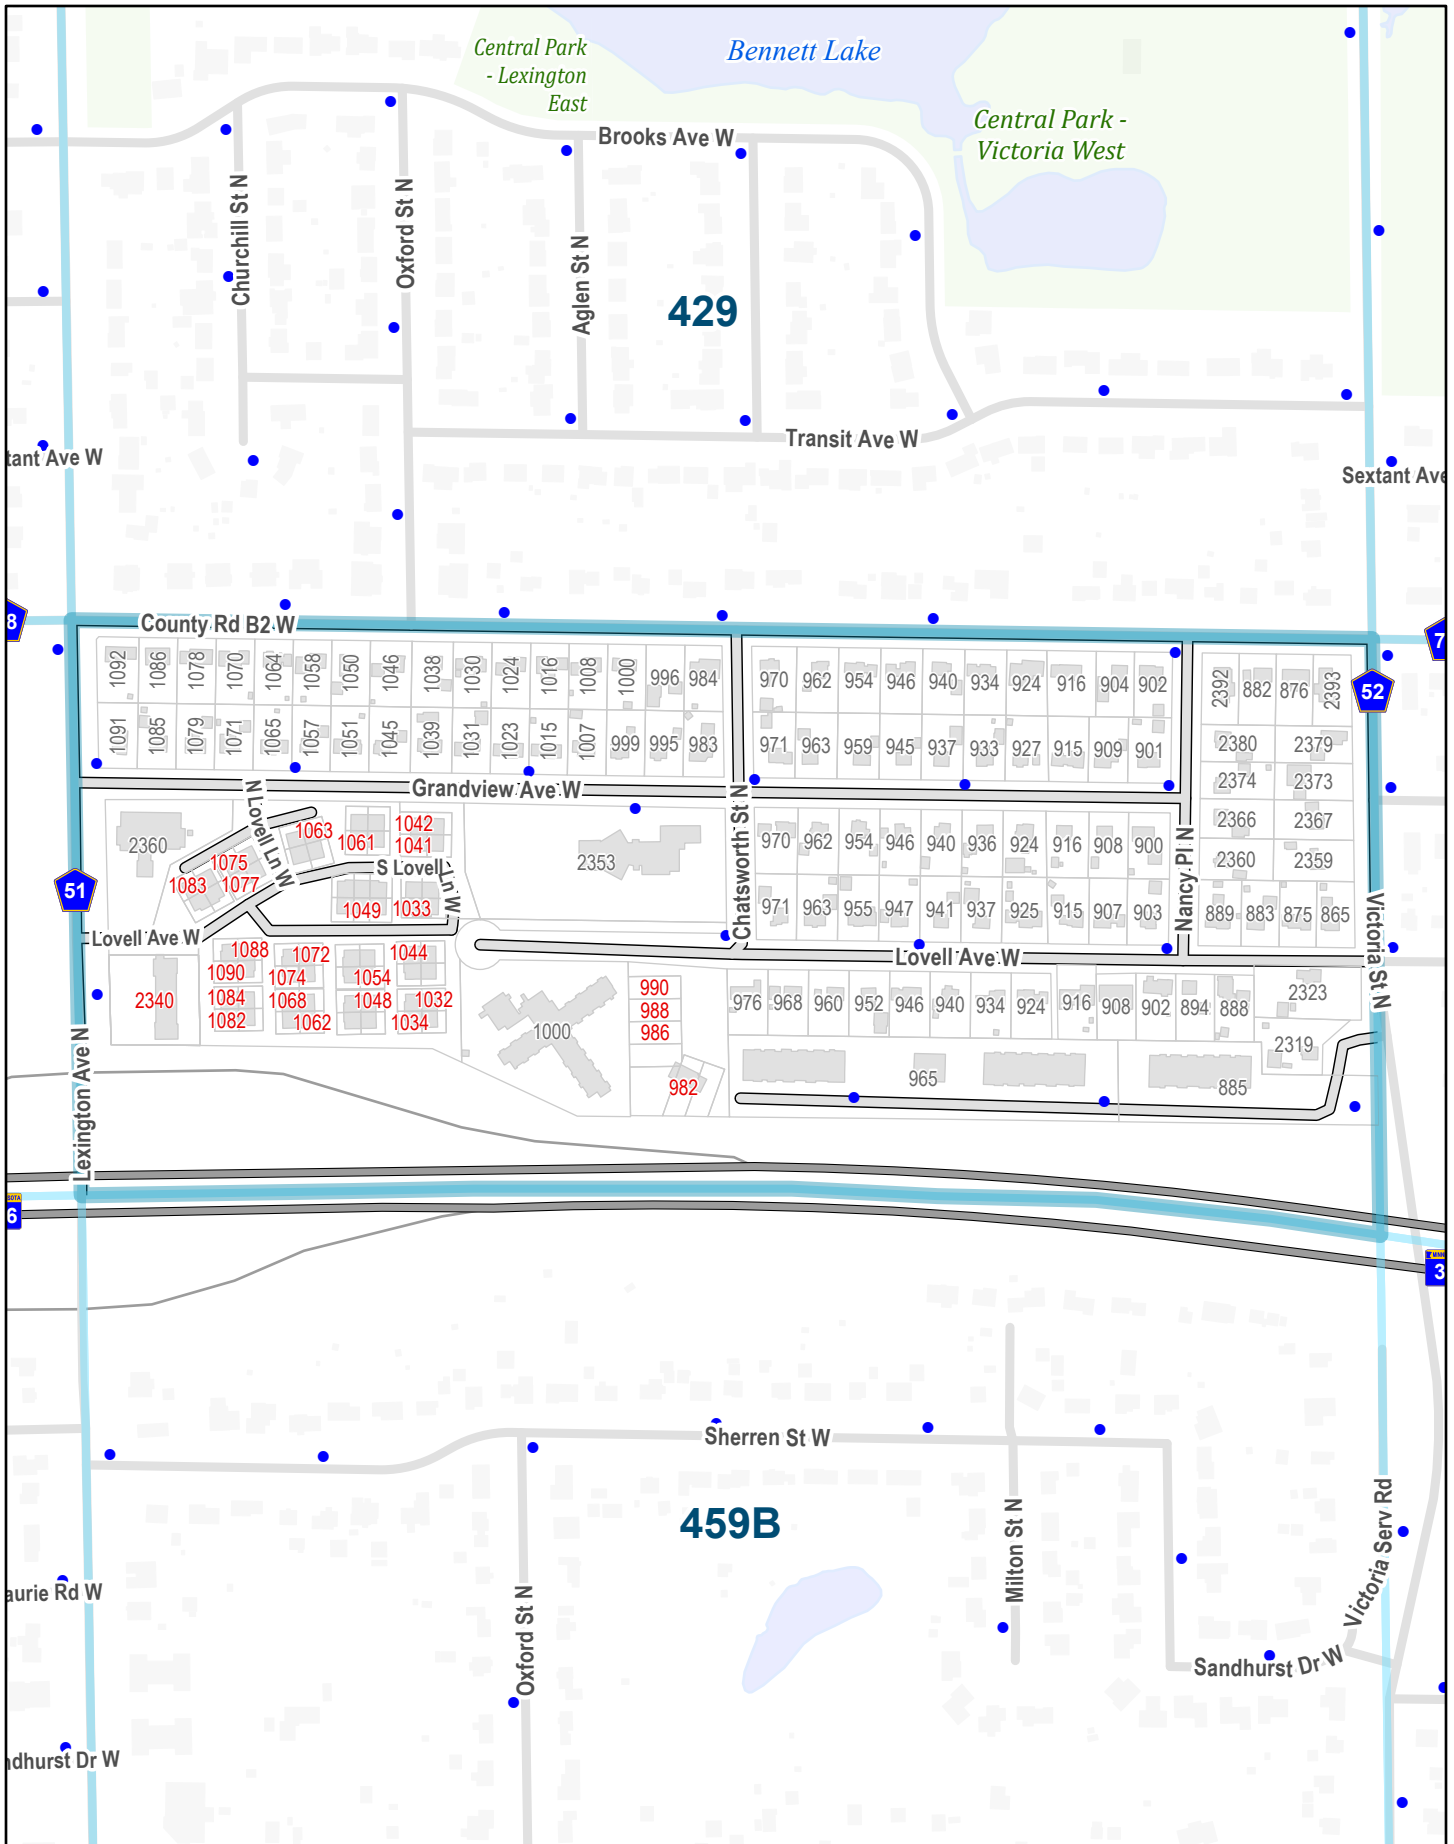 Central Park
- Lexington
East
Bennett Lake
Central Park -
Victoria West
Brooks Ave W
Churchill St N
Oxford St N
Aglen St N
429
Transit Ave W
tant Ave W
Sextant Ave
8
County Rd B2 W
7
52
1092 1086 1078 1070 1064 1058 1050 1046 1038 1030 1024 1016 1008 1000 996 984
970 962 954 946 940 934 924 916 904 902
2392 882 876 2393
1091 1085 1079 1071 1065 1057 1051 1045 1039 1031 1023 1015 1007 999 995 983
971 963 959 945 937 933 927 915 909 901
2380 2379
2374 2373
2366 2367
2360 2359
889 883 875 865
Grandview Ave W
N Lovell Ln W
Chatsworth St N
Nancy Pl N
Victoria St N
2360
1063
1061
1042
1041
1075
1083
1077
S Lovell Ln W
1049
1033
2353
970 962 954 946 940 936 924 916 908 900
971 963 955 947 941 937 925 915 907 903
51
Lovell Ave W
Lovell Ave W
1088
1072
1044
1090
1074
1054
1084
1068
1048
1032
1082
1062
1034
2340
1000
990
988
986
982
976 968 960 952 946 940 934 924 916 908 902 894 888
2323
2319
965
885
Lexington Ave N
6
3
Sherren St W
459B
Milton St N
Oxford St N
Victoria Serv Rd
aurie Rd W
Sandhurst Dr W
ndhurst Dr W